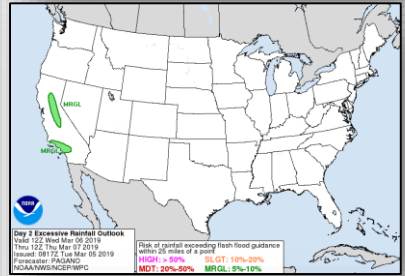 MRGL
MRGL
NOAA
Day 2 Excessive Rainfall Outlook
Valid 12Z Wed Mar 06 2019
Thru 12Z Thu Mar 07 2019
Issued: 0817Z Tue Mar 05 2019
Forecaster: PAGANO
NOAA/NWS/NCEP/WPC
Risk of rainfall exceeding flash flood guidance
within 25 miles of a point
HIGH: > 50% SLGT: 10%-20%
MDT: 20%-50% MRGL: 5%-10%